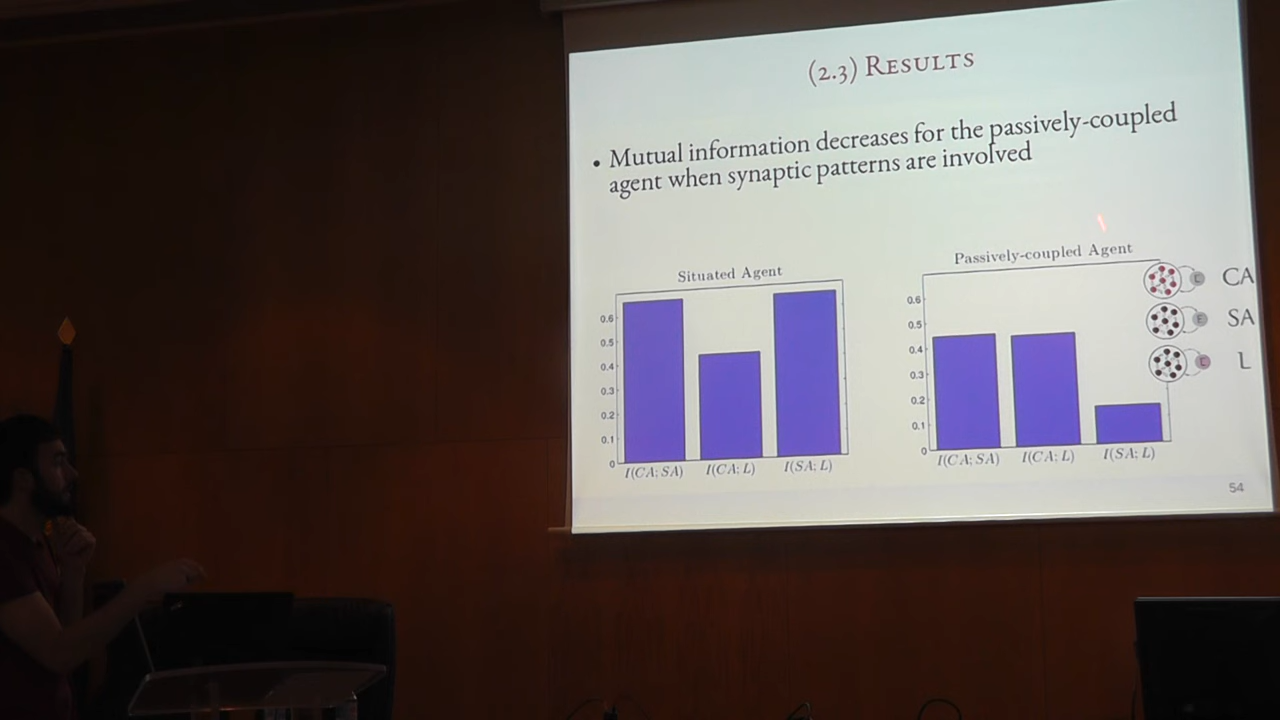 (2.3) Results
• Mutual information decreases for the passively-coupled
agent when synaptic patterns are involved
Situated Agent
0.6
0.5
0.4
0.3
0.2
0.1
0
I(CA; SA) I(CA; L) I(SA; L)
Passively-coupled Agent
0.6
0.5
0.4
0.3
0.2
0.1
0
I(CA; SA) I(CA; L) I(SA; L)
CA
E SA
L
54